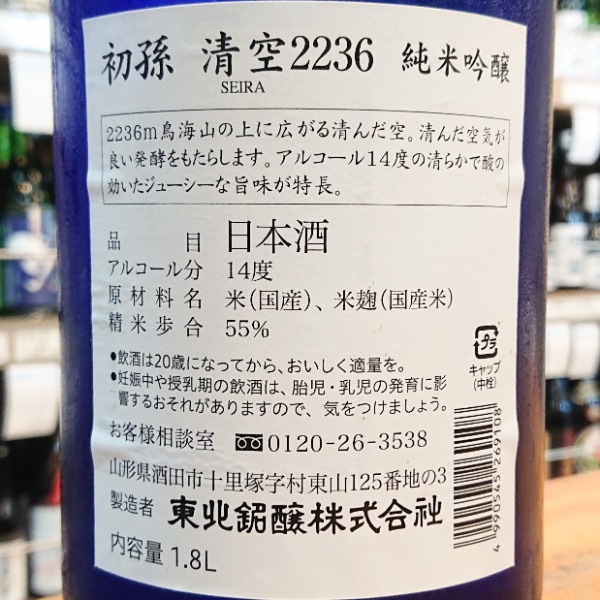 初孫 清空2236 純米吟醸
SEIRA
2236m鳥海山の上に広がる清んだ空。清んだ空気が
良い発酵をもたらします。アルコール14度の清らかで酸の
効いたジューシーな旨味が特長。
品目 日本酒
アルコール分 14度
原材料名 米(国産)、米麹(国産米)
精米歩合 55%
●飲酒は20歳になってから、おいしく適量を。
●妊娠中や授乳期の飲酒は、胎児・乳児の発育に影
響するおそれがありますので、気をつけましょう。
プラ
キャップ
(中栓)
お客様相談室 0120-26-3538
山形県酒田市十里塚字村東山125番地の3
製造者 東北銘醸株式会社
内容量 1.8L
4 990545 269108